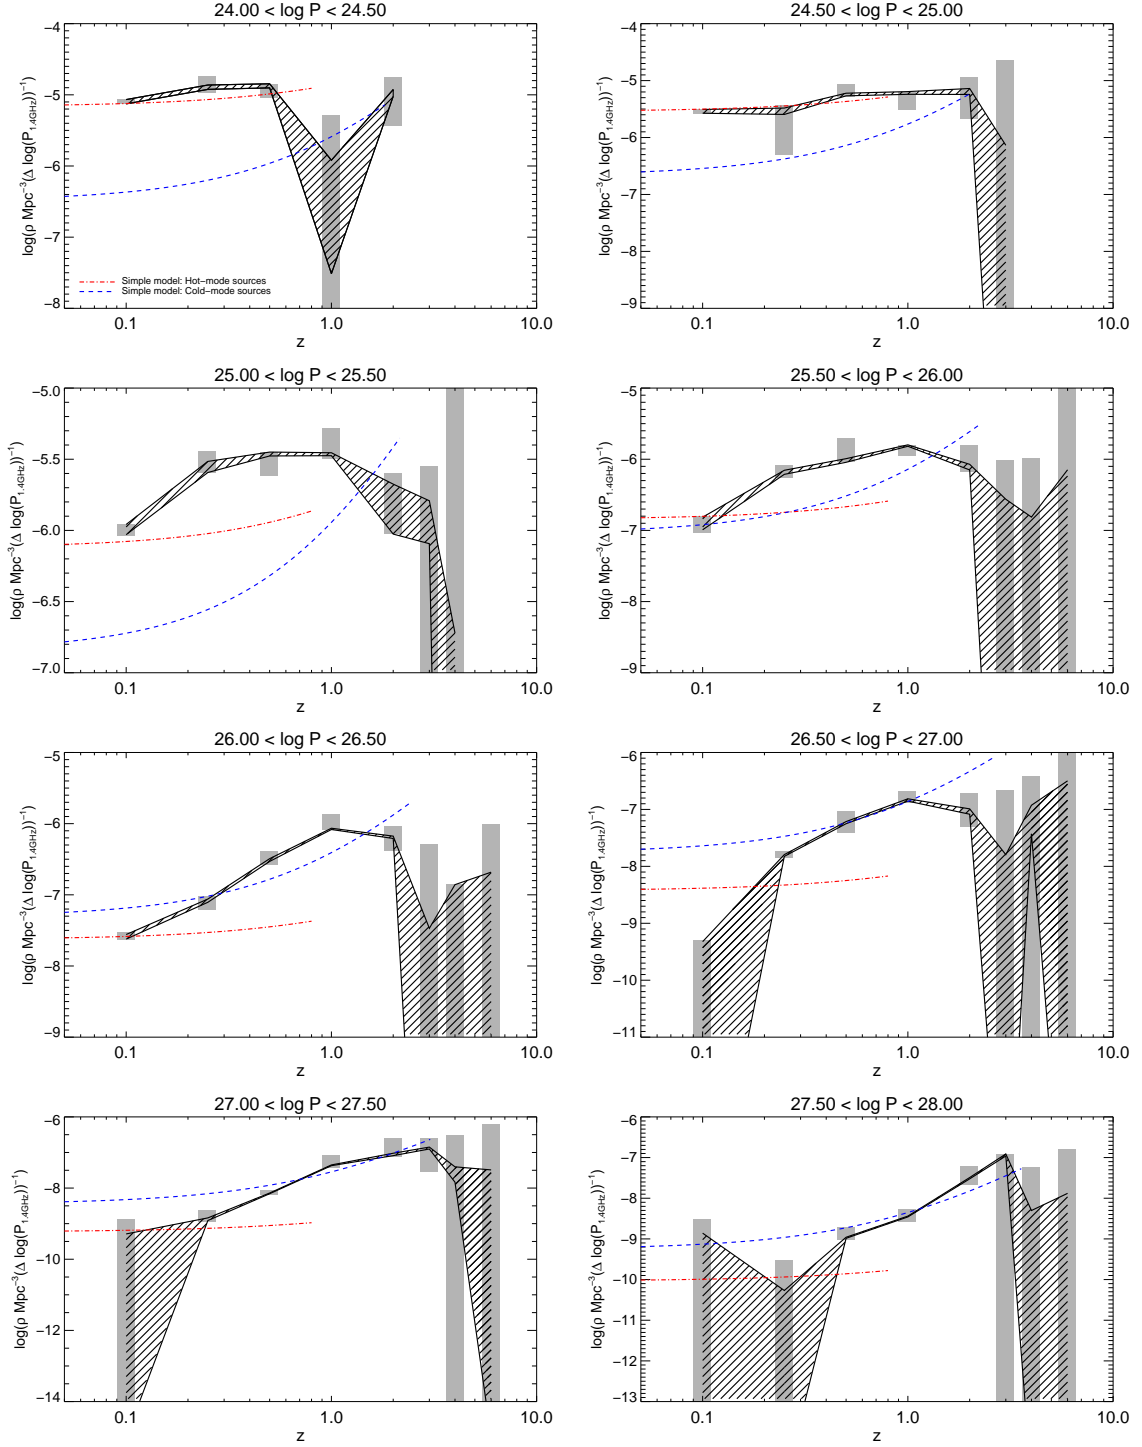 24.00 < log P < 24.50
log(ρ Mpc⁻³(Δ log(P₁.₄GHz))⁻¹)
−4
−5
−6
−7
−8
Simple model: Hot−mode sources
Simple model: Cold−mode sources
0.1 1.0 10.0
z
24.50 < log P < 25.00
log(ρ Mpc⁻³(Δ log(P₁.₄GHz))⁻¹)
−4
−5
−6
−7
−8
−9
0.1 1.0 10.0
z
25.00 < log P < 25.50
log(ρ Mpc⁻³(Δ log(P₁.₄GHz))⁻¹)
−5.0
−5.5
−6.0
−6.5
−7.0
0.1 1.0 10.0
z
25.50 < log P < 26.00
log(ρ Mpc⁻³(Δ log(P₁.₄GHz))⁻¹)
−5
−6
−7
−8
−9
0.1 1.0 10.0
z
26.00 < log P < 26.50
log(ρ Mpc⁻³(Δ log(P₁.₄GHz))⁻¹)
−5
−6
−7
−8
−9
0.1 1.0 10.0
z
26.50 < log P < 27.00
log(ρ Mpc⁻³(Δ log(P₁.₄GHz))⁻¹)
−6
−7
−8
−9
−10
−11
0.1 1.0 10.0
z
27.00 < log P < 27.50
log(ρ Mpc⁻³(Δ log(P₁.₄GHz))⁻¹)
−6
−7
−8
−9
−10
−11
−12
−13
−14
0.1 1.0 10.0
z
27.50 < log P < 28.00
log(ρ Mpc⁻³(Δ log(P₁.₄GHz))⁻¹)
−6
−7
−8
−9
−10
−11
−12
−13
0.1 1.0 10.0
z